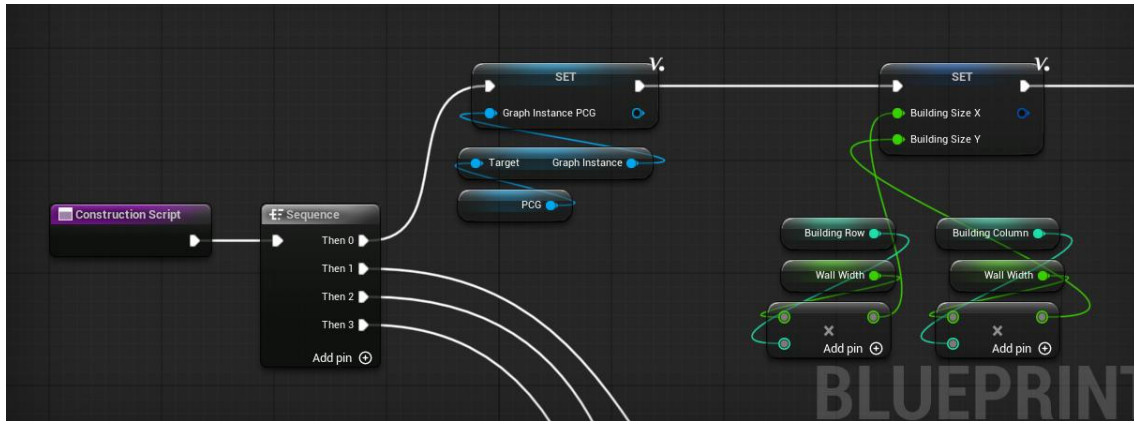 SET
Graph Instance PCG
Target Graph Instance
PCG
Construction Script
Sequence
Then 0
Then 1
Then 2
Then 3
Add pin
SET
Building Size X
Building Size Y
Building Row
Wall Width
×
Add pin
Building Column
Wall Width
×
Add pin
BLUEPRINT